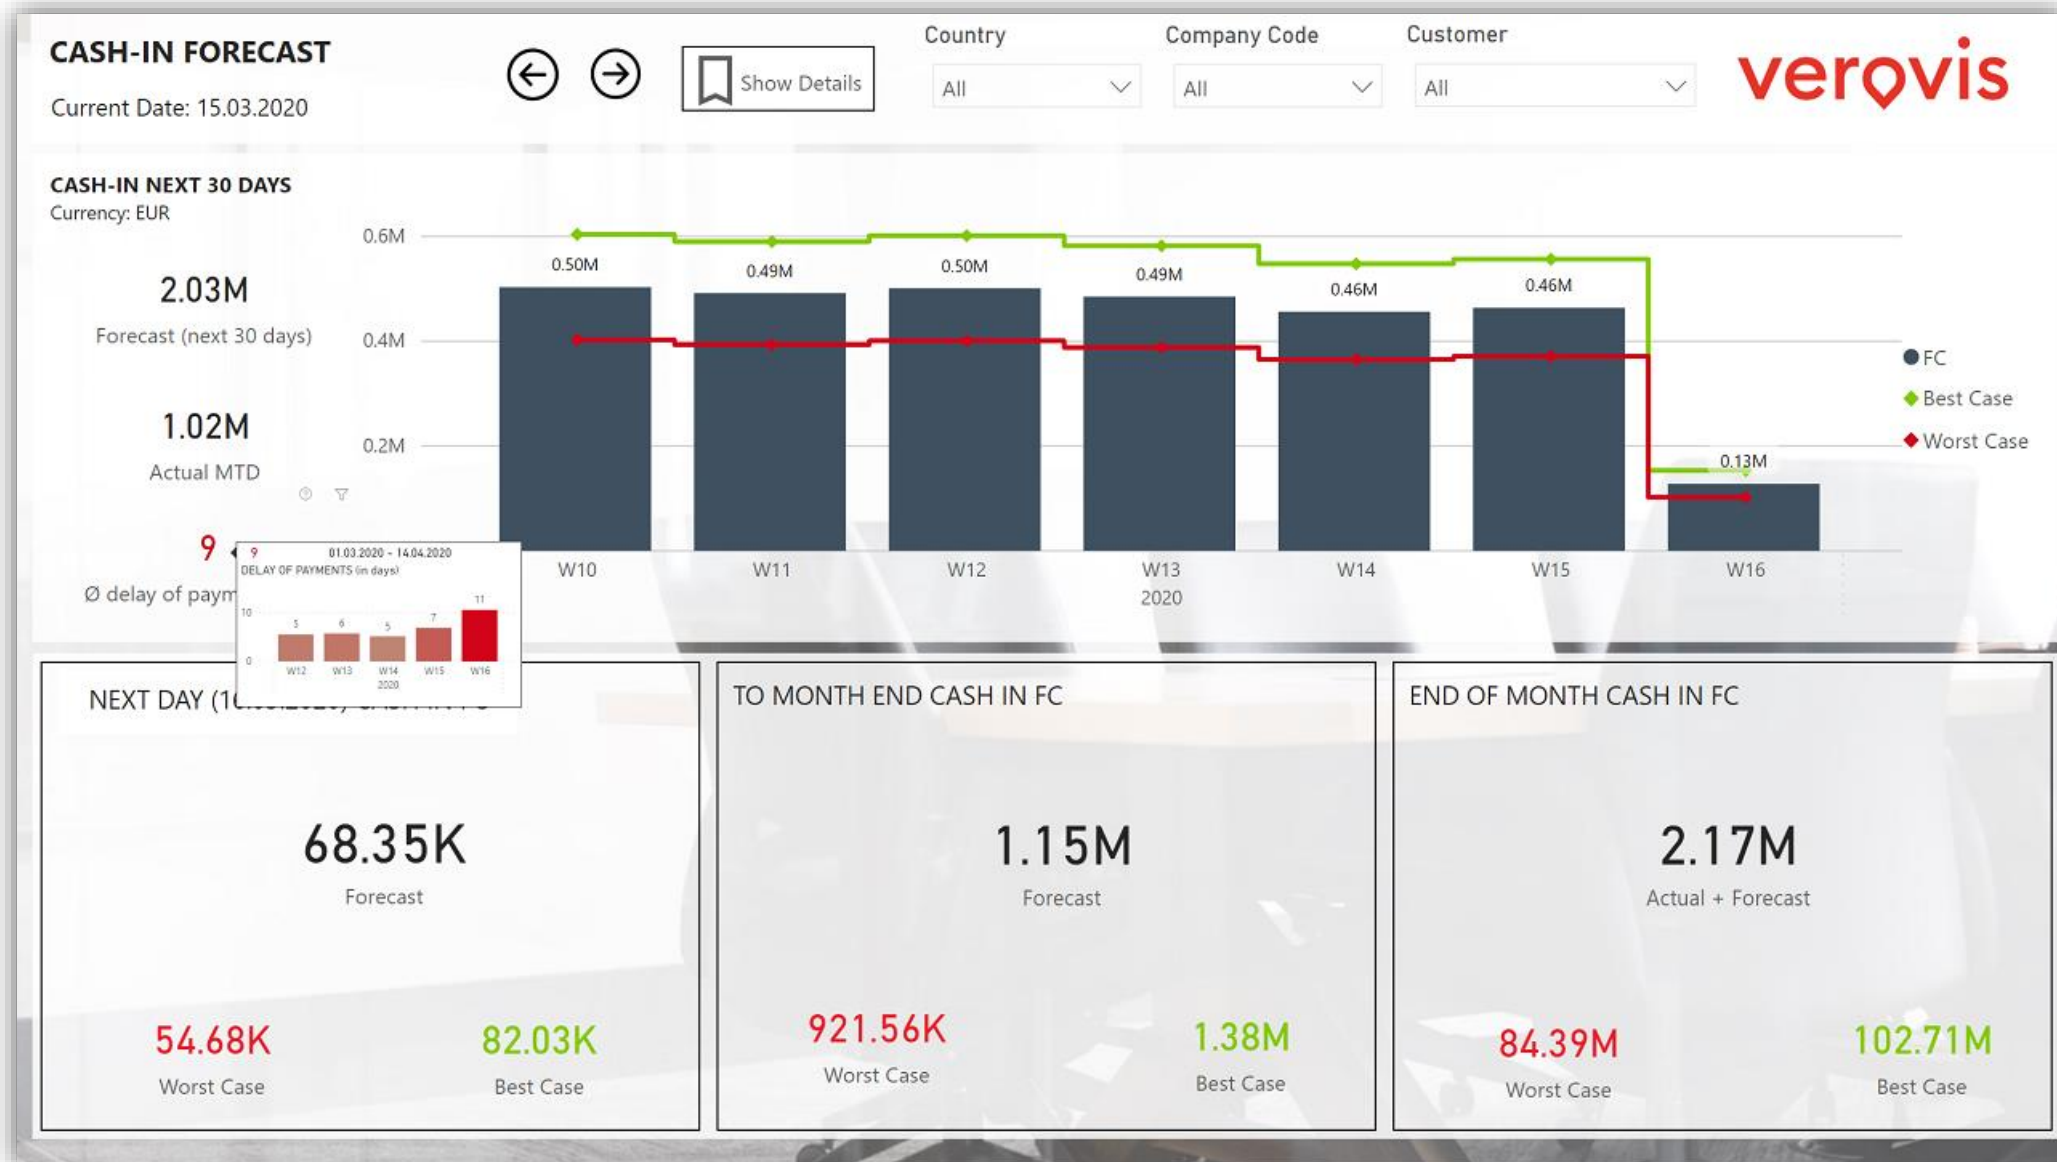 CASH-IN FORECAST
Current Date: 15.03.2020
Show Details
Country
All
Company Code
All
Customer
All
verovis
CASH-IN NEXT 30 DAYS
Currency: EUR
2.03M
Forecast (next 30 days)
1.02M
Actual MTD
9
Ø delay of paym
0.6M
0.4M
0.2M
0.50M
0.49M
0.50M
0.49M
0.46M
0.46M
0.13M
W10
W11
W12
W13
W14
W15
W16
2020
FC
Best Case
Worst Case
9
01.03.2020 - 14.04.2020
DELAY OF PAYMENTS (in days)
10
0
5
6
5
7
11
W12
W13
W14
W15
W16
2020
NEXT DAY (1
68.35K
Forecast
54.68K
Worst Case
82.03K
Best Case
TO MONTH END CASH IN FC
1.15M
Forecast
921.56K
Worst Case
1.38M
Best Case
END OF MONTH CASH IN FC
2.17M
Actual + Forecast
84.39M
Worst Case
102.71M
Best Case